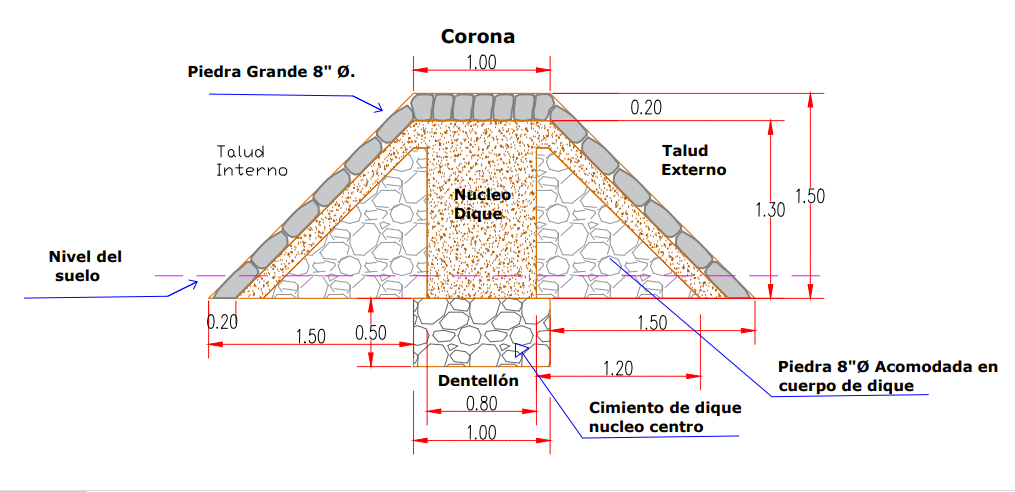 Corona
1.00
Piedra Grande 8" Ø.
0.20
Talud
Interno
Talud
Externo
Nucleo
Dique
1.30
1.50
Nivel del
suelo
0.20
1.50
0.50
1.50
1.20
Dentellón
0.80
1.00
Piedra 8"Ø Acomodada en
cuerpo de dique
Cimiento de dique
nucleo centro